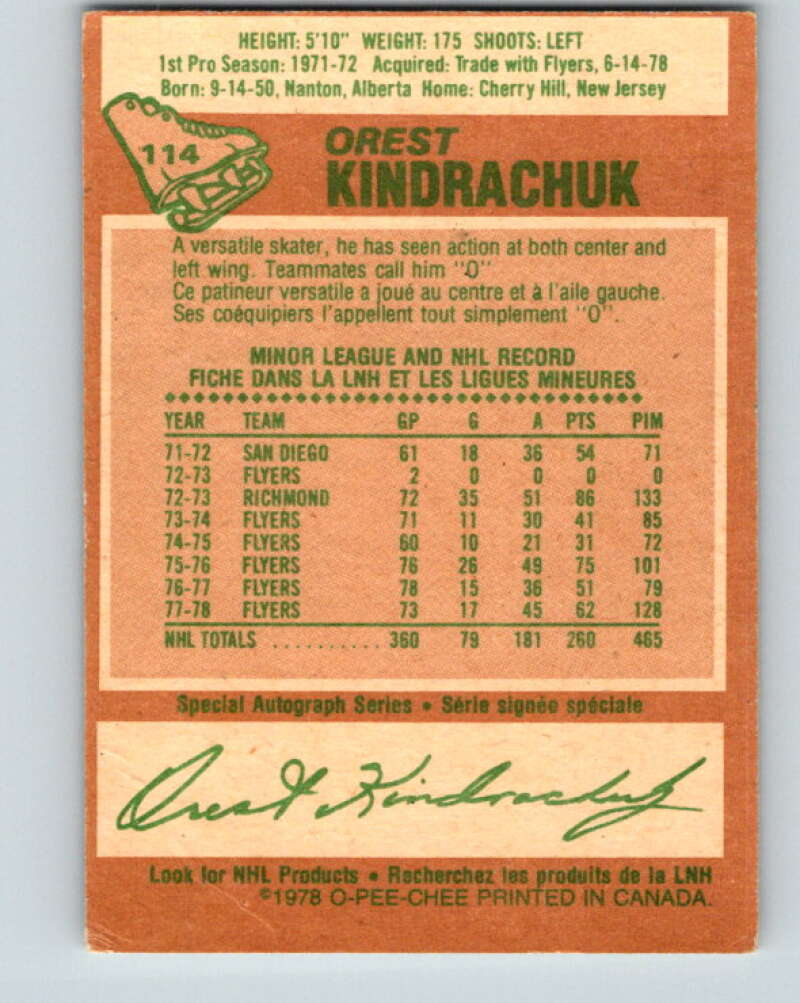 HEIGHT: 5'10" WEIGHT: 175 SHOOTS: LEFT
1st Pro Season: 1971-72 Acquired: Trade with Flyers, 6-14-78
Born: 9-14-50, Nanton, Alberta Home: Cherry Hill, New Jersey
114
OREST
KINDRACHUK
A versatile skater, he has seen action at both center and
left wing. Teammates call him "O"
Ce patineur versatile a joué au centre et à l'aile gauche.
Ses coéquipiers l'appellent tout simplement "O".
MINOR LEAGUE AND NHL RECORD
FICHE DANS LA LNH ET LES LIGUES MINEURES
YEAR TEAM GP G A PTS PIM
71-72 SAN DIEGO 61 18 36 54 71
72-73 FLYERS 2 0 0 0 0
72-73 RICHMOND 72 35 51 86 133
73-74 FLYERS 71 11 30 41 85
74-75 FLYERS 60 10 21 31 72
75-76 FLYERS 76 26 49 75 101
76-77 FLYERS 78 15 36 51 79
77-78 FLYERS 73 17 45 62 128
NHL TOTALS .......... 360 79 181 260 465
Special Autograph Series • Série signée spéciale
Orest Kindrachuk
Look for NHL Products • Recherchez les produits de la LNH
©1978 O-PEE-CHEE PRINTED IN CANADA.